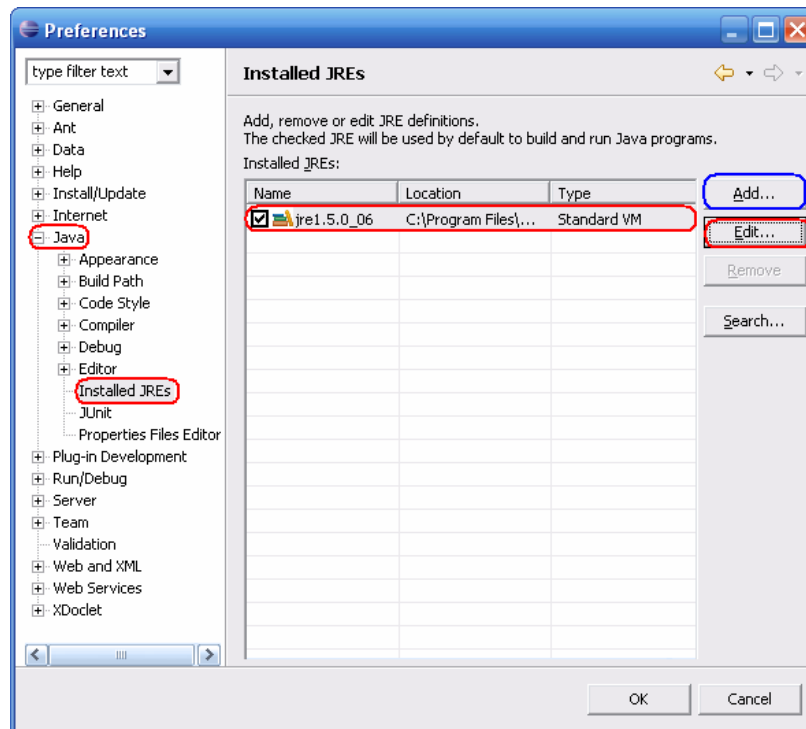 Preferences
type filter text
General
Ant
Data
Help
Install/Update
Internet
Java
Appearance
Build Path
Code Style
Compiler
Debug
Editor
Installed JREs
JUnit
Properties Files Editor
Plug-in Development
Run/Debug
Server
Team
Validation
Web and XML
Web Services
XDoclet
Installed JREs
Add, remove or edit JRE definitions.
The checked JRE will be used by default to build and run Java programs.
Installed JREs:
Name Location Type
jre1.5.0_06 C:\Program Files\... Standard VM
Add...
Edit...
Remove
Search...
OK Cancel